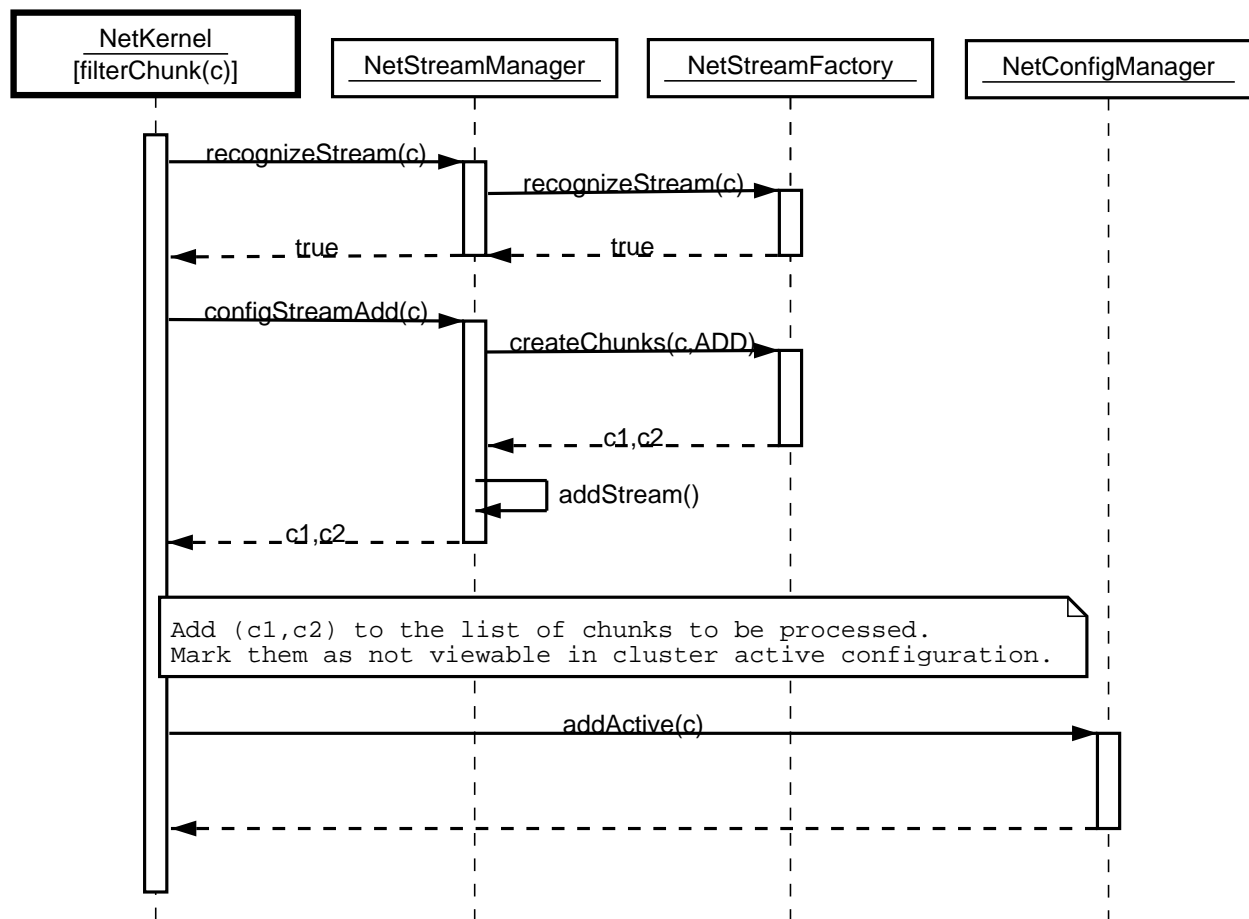 NetKernel
[filterChunk(c)]
NetStreamManager
NetStreamFactory
NetConfigManager
recognizeStream(c)
recognizeStream(c)
true
true
configStreamAdd(c)
createChunks(c,ADD)
c1,c2
addStream()
c1,c2
Add (c1,c2) to the list of chunks to be processed.
Mark them as not viewable in cluster active configuration.
addActive(c)